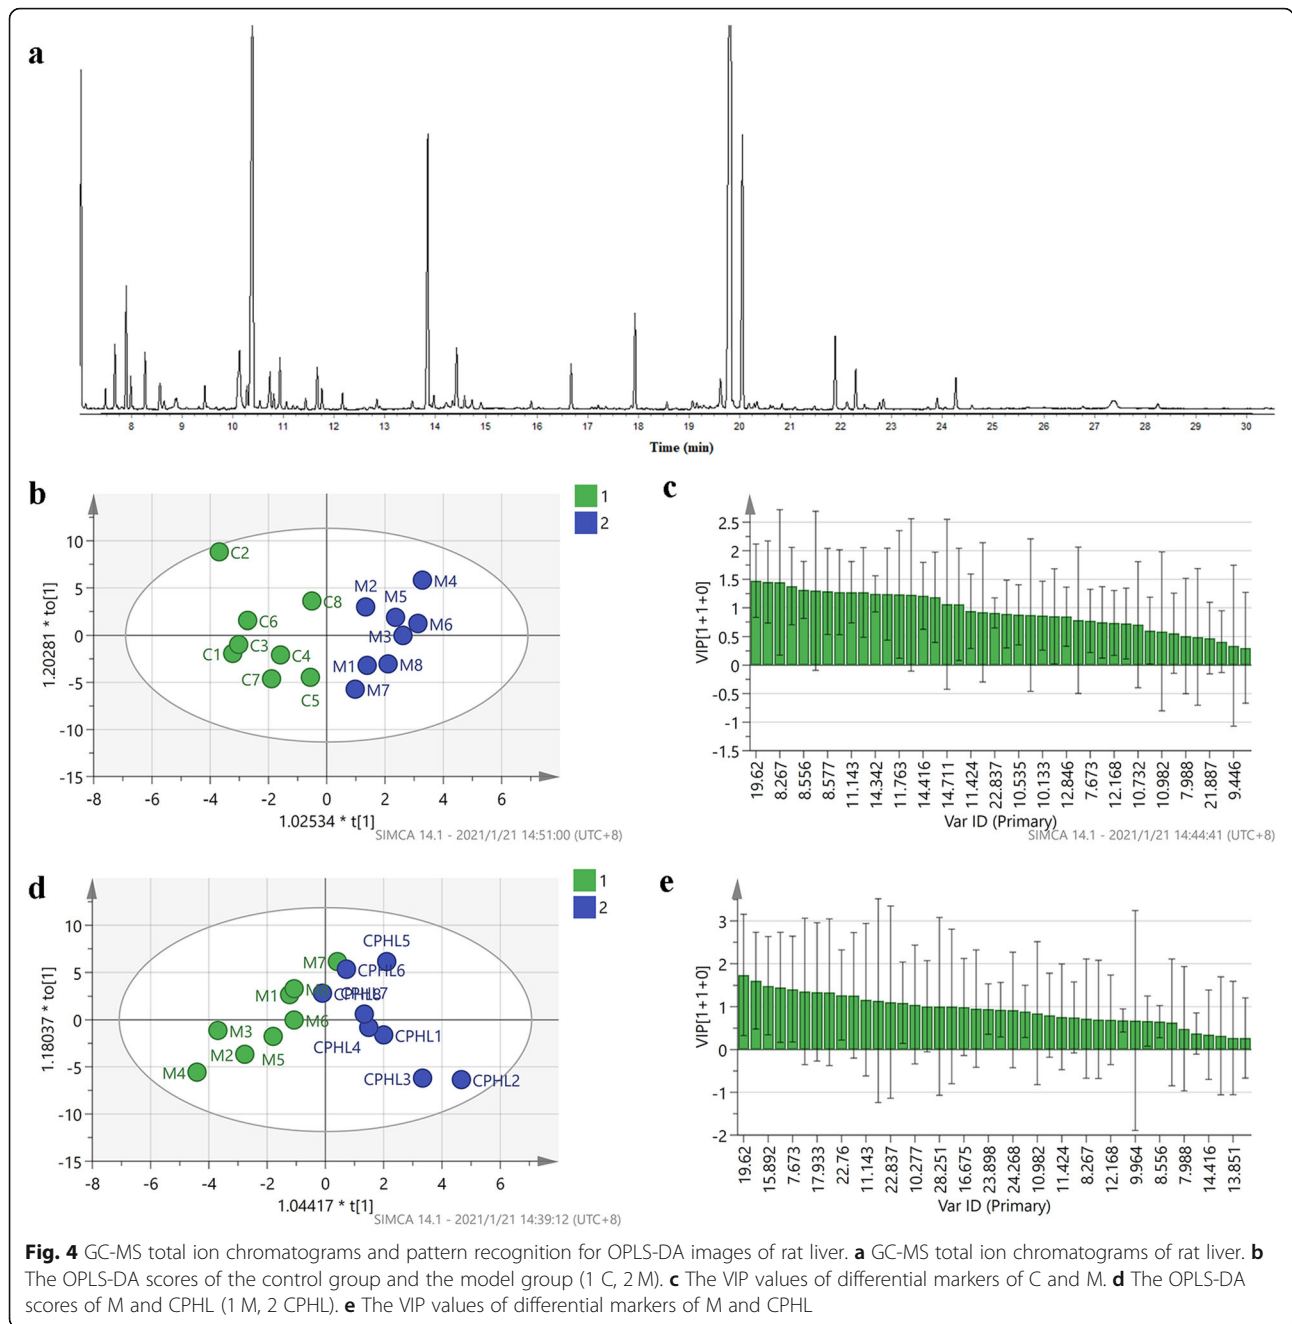 a
8 9 10 11 12 13 14 15 16 17 18 19 20 21 22 23 24 25 26 27 28 29 30
Time (min)
b
1
2
10
5
0
-5
-10
-15
-8 -6 -4 -2 0 2 4 6
1.20281 * to[1]
1.02534 * t[1]
C2
C8
C6
C3
C1
C4
C7
C5
M2
M4
M5
M6
M3
M1
M8
M7
SIMCA 14.1 - 2021/1/21 14:51:00 (UTC+8)
c
VIP[1+1+0]
2.5
2
1.5
1
0.5
0
-0.5
-1
-1.5
19.62
8.267
8.556
8.577
11.143
14.342
11.763
14.416
14.711
11.424
22.837
10.535
10.133
12.846
7.673
12.168
10.732
10.982
7.988
21.887
9.446
Var ID (Primary)
SIMCA 14.1 - 2021/1/21 14:44:41 (UTC+8)
d
1
2
10
5
0
-5
-10
-15
-8 -6 -4 -2 0 2 4 6
1.18037 * to[1]
1.04417 * t[1]
M7
CPHL5
CPHL6
M1
CPHL8
M6
M3
M2
M5
M4
CPHL4
CPHL1
CPHL3
CPHL2
SIMCA 14.1 - 2021/1/21 14:39:12 (UTC+8)
e
VIP[1+1+0]
3
2
1
0
-1
-2
19.62
15.892
7.673
17.933
22.76
11.143
22.837
10.277
28.251
16.675
23.898
24.268
10.982
11.424
8.267
12.168
9.964
8.556
7.988
14.416
13.851
Var ID (Primary)
Fig. 4 GC-MS total ion chromatograms and pattern recognition for OPLS-DA images of rat liver. a GC-MS total ion chromatograms of rat liver. b
The OPLS-DA scores of the control group and the model group (1 C, 2 M). c The VIP values of differential markers of C and M. d The OPLS-DA
scores of M and CPHL (1 M, 2 CPHL). e The VIP values of differential markers of M and CPHL